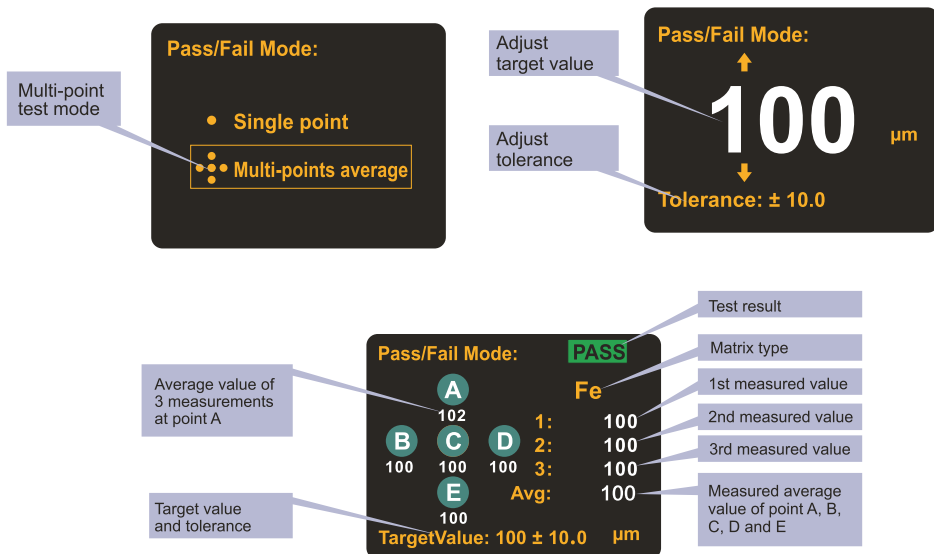 Pass/Fail Mode:
Multi-point
test mode
Single point
Multi-points average
Pass/Fail Mode:
Adjust
target value
100
µm
Adjust
tolerance
Tolerance: ± 10.0
Test result
Pass/Fail Mode:
PASS
Matrix type
Average value of
3 measurements
at point A
A
102
Fe
1st measured value
1: 100
2nd measured value
B C D
2: 100
100 100 100
3rd measured value
3: 100
E
100
Avg: 100
Measured average
value of point A, B,
C, D and E
Target value
and tolerance
TargetValue: 100 ± 10.0 µm